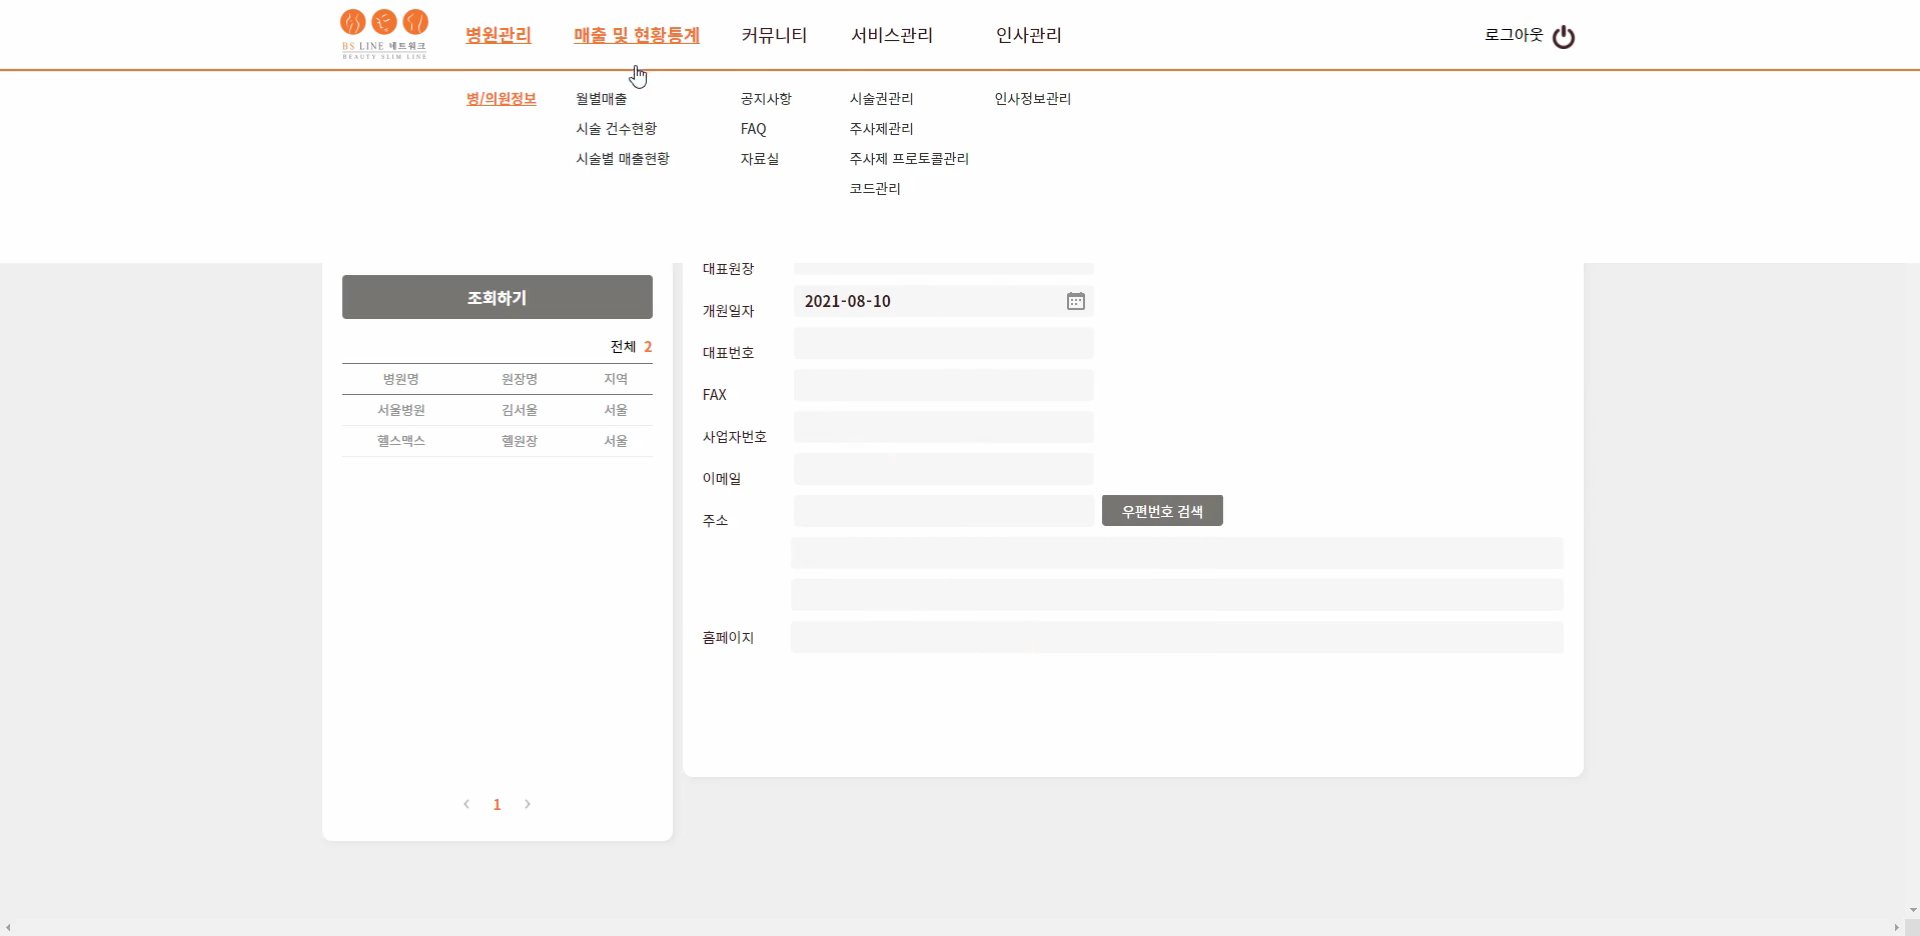 BS LINE 네트워크
BEAUTY SLIM LINE
병원관리 매출 및 현황통계 커뮤니티 서비스관리 인사관리 로그아웃
병/의원정보 월별매출 공지사항 시술권관리 인사정보관리
시술 건수현황 FAQ 주사제관리
시술별 매출현황 자료실 주사제 프로토콜관리
코드관리
대표원장
조회하기
개원일자 2021-08-10
전체 2
대표번호
병원명 원장명 지역
FAX
서울병원 김서울 서울
사업자번호
헬스맥스 헬원장 서울
이메일
주소 우편번호 검색
홈페이지
< 1 >